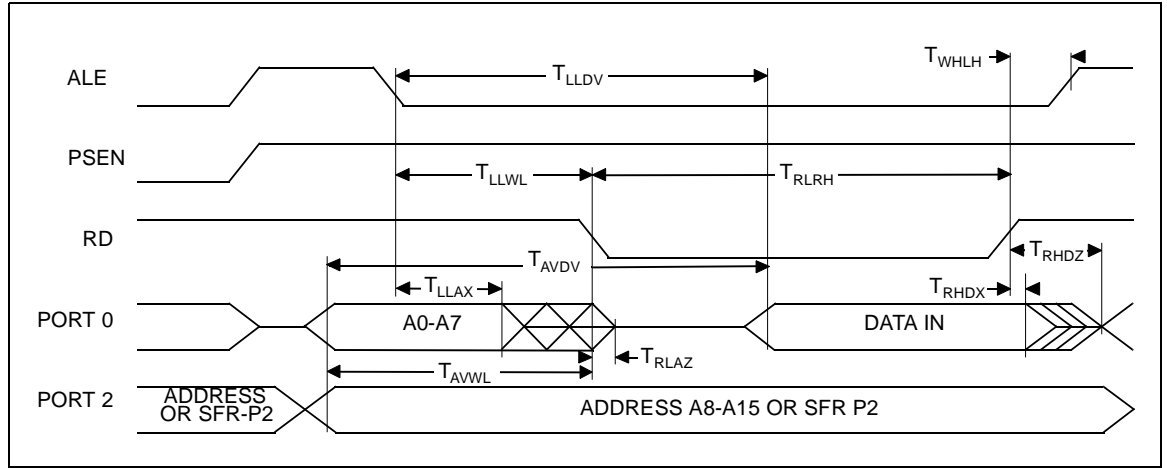 ALE
T_LLDV
T_WHLH
PSEN
T_LLWL
T_RLRH
RD
T_AVDV
T_RHDZ
T_LLAX
T_RHDX
PORT 0
A0-A7
DATA IN
T_RLAZ
T_AVWL
PORT 2
ADDRESS
OR SFR-P2
ADDRESS A8-A15 OR SFR P2